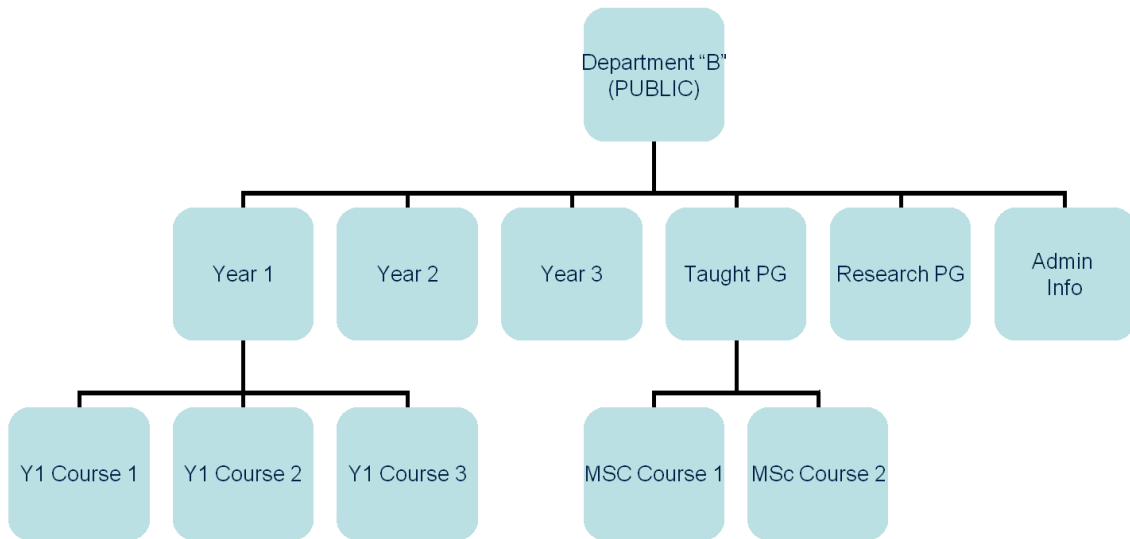 Department “B"
(PUBLIC)
Year 1
Year 2
Year 3
Taught PG
Research PG
Admin
Info
Y1 Course 1
Y1 Course 2
Y1 Course 3
MSC Course 1
MSc Course 2